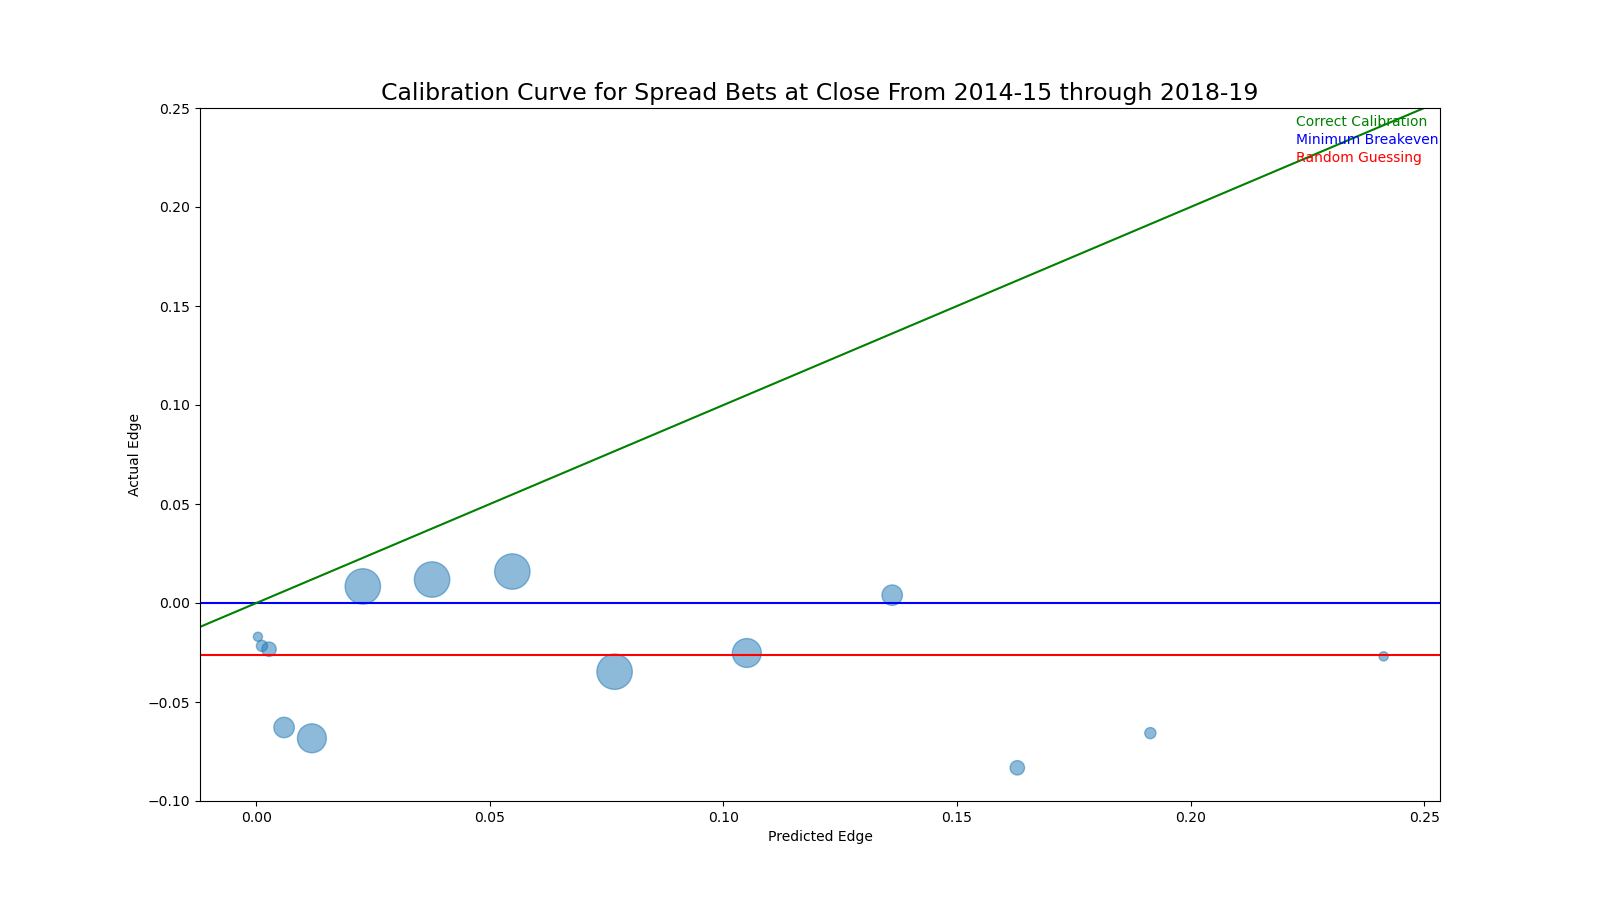 Calibration Curve for Spread Bets at Close From 2014-15 through 2018-19
Correct Calibration
Minimum Breakeven
Random Guessing
0.25
0.20
0.15
0.10
0.05
0.00
−0.05
−0.10
Actual Edge
0.00 0.05 0.10 0.15 0.20 0.25
Predicted Edge